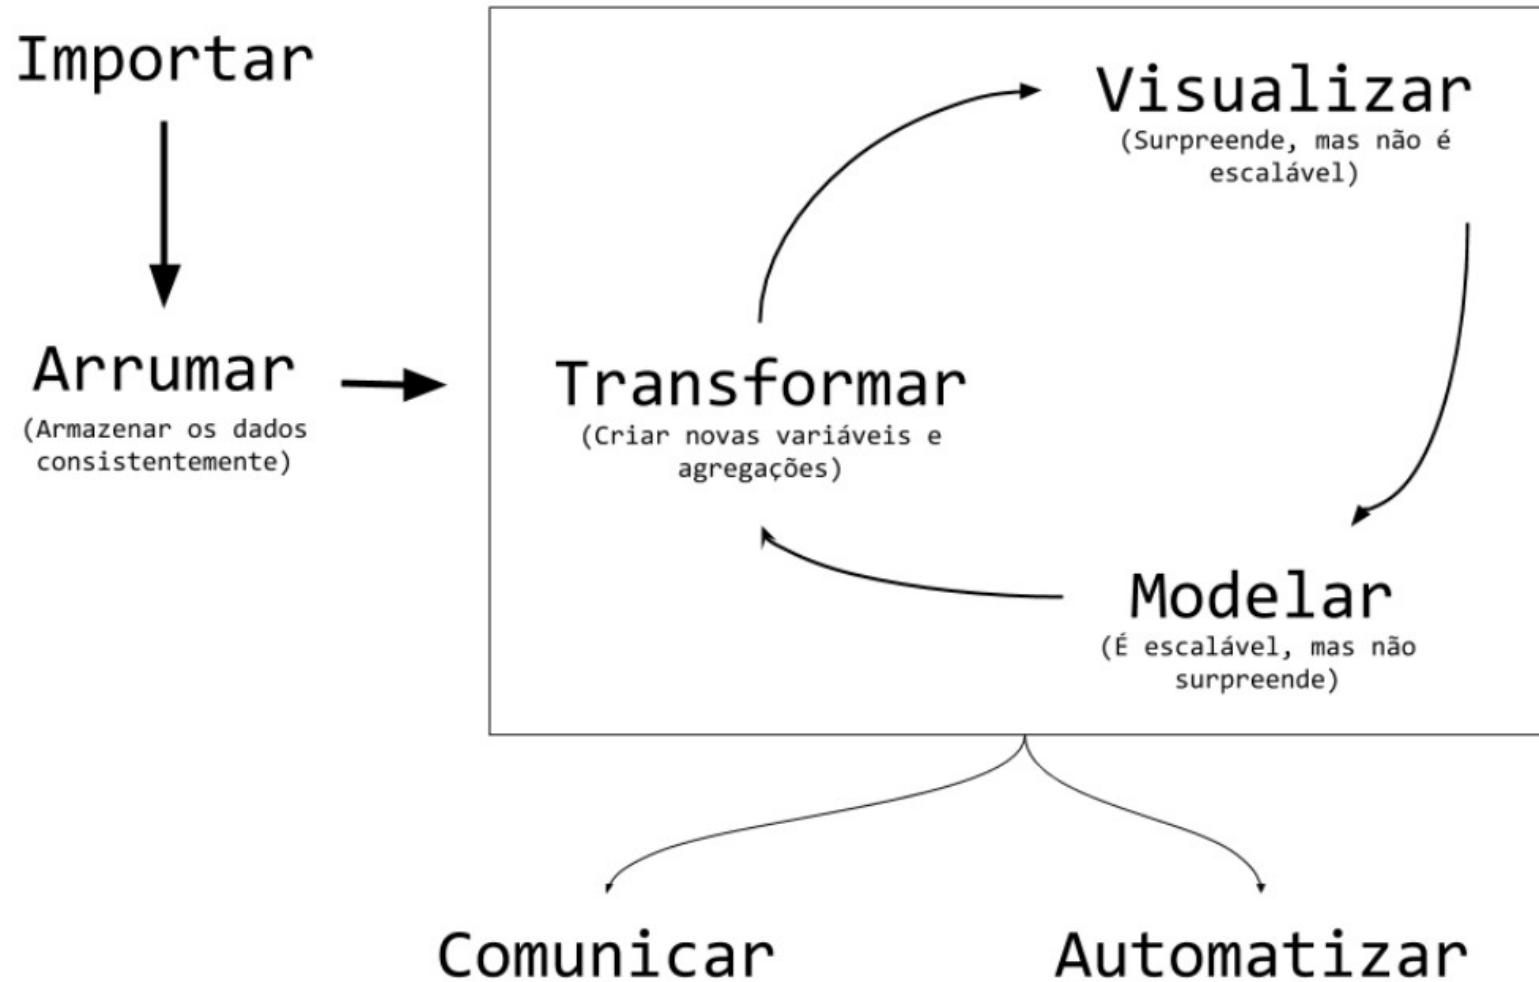 Importar
Arrumar
(Armazenar os dados
consistentemente)
Transformar
(Criar novas variáveis e
agregações)
Visualizar
(Surpreende, mas não é
escalável)
Modelar
(É escalável, mas não
surpreende)
Comunicar
Automatizar